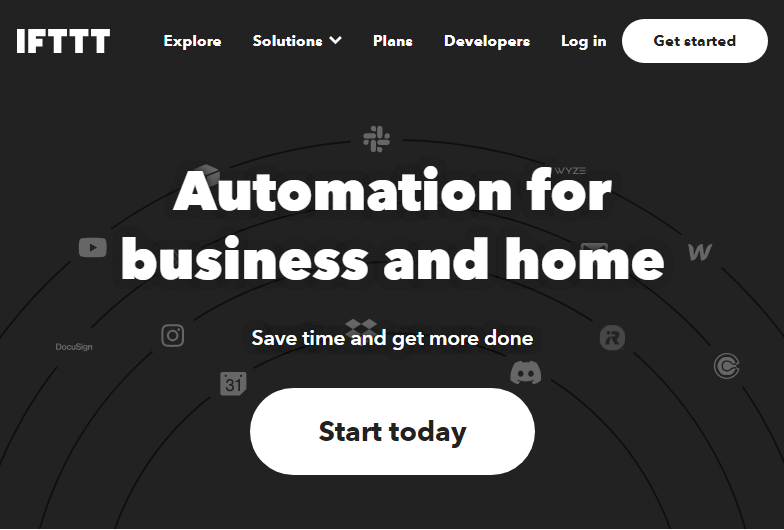 IFTTT Explore Solutions Plans Developers Log in Get started
WYZE
Automation for
business and home
DocuSign
Save time and get more done
31
Start today